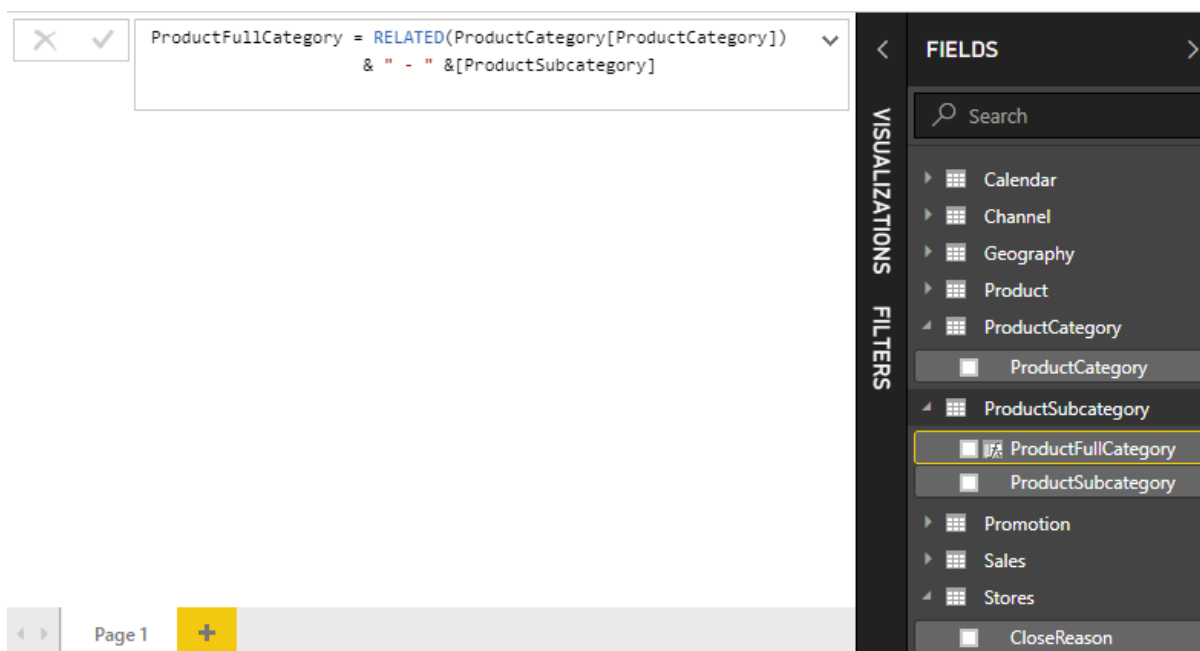 ProductFullCategory = RELATED(ProductCategory[ProductCategory])
& " - " &[ProductSubcategory]
Page 1
VISUALIZATIONS
FILTERS
FIELDS
Search
Calendar
Channel
Geography
Product
ProductCategory
ProductCategory
ProductSubcategory
ProductFullCategory
ProductSubcategory
Promotion
Sales
Stores
CloseReason